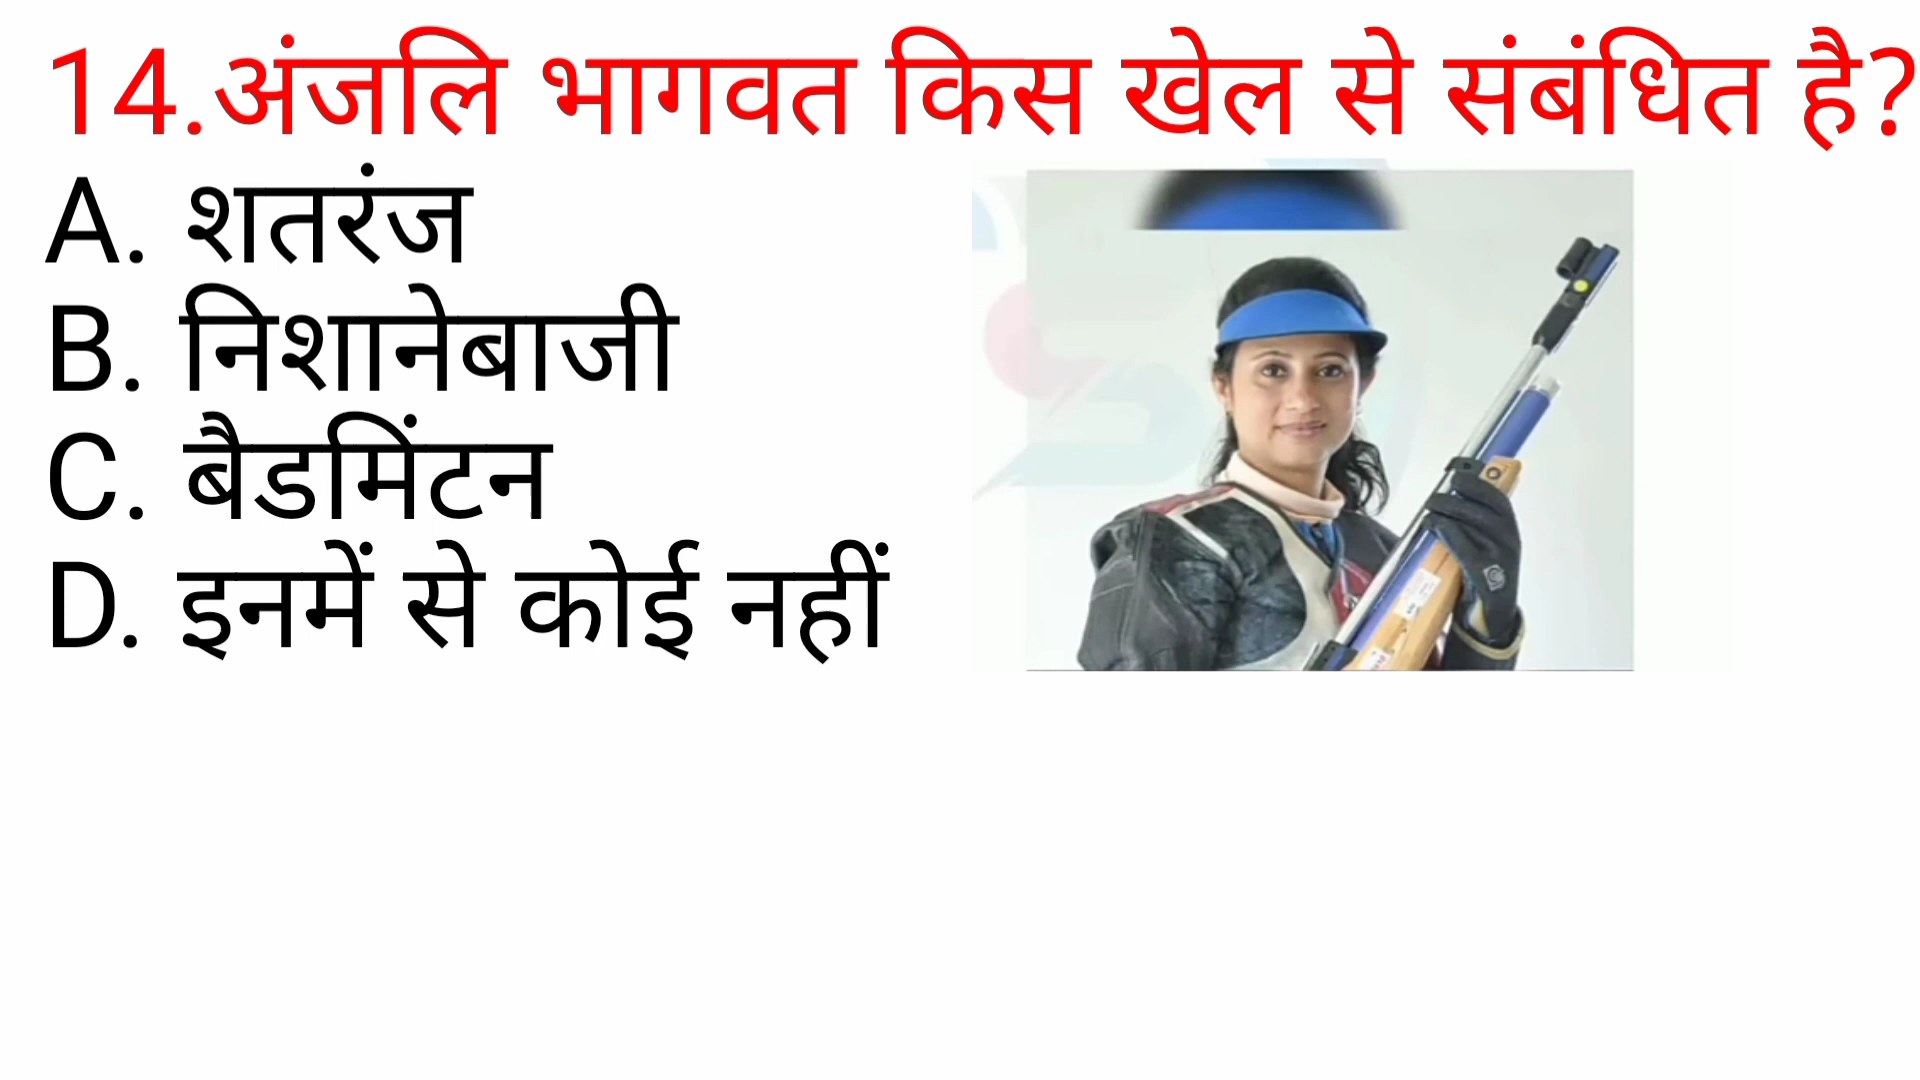 14.अंजलि भागवत किस खेल से संबंधित है?
A. शतरंज
B. निशानेबाजी
C. बैडमिंटन
D. इनमें से कोई नहीं